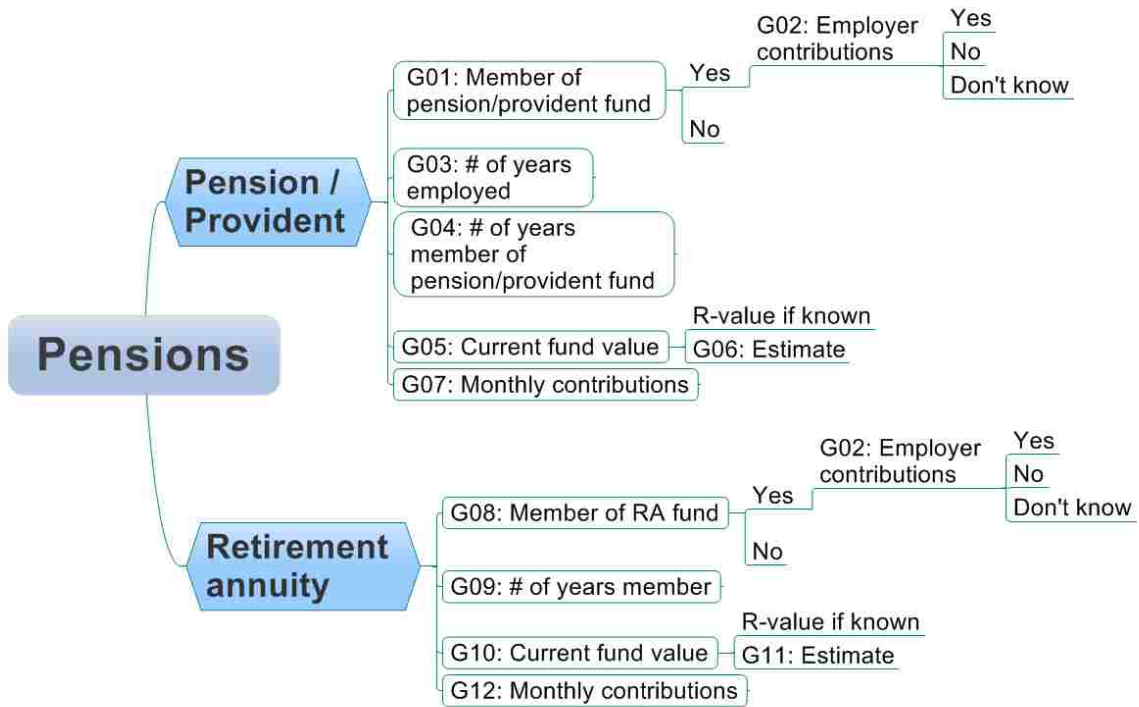 Pensions
Pension /
Provident
G01: Member of
pension/provident fund
Yes
No
G02: Employer
contributions
Yes
No
Don't know
G03: # of years
employed
G04: # of years
member of
pension/provident fund
G05: Current fund value
R-value if known
G06: Estimate
G07: Monthly contributions
Retirement
annuity
G08: Member of RA fund
Yes
No
G02: Employer
contributions
Yes
No
Don't know
G09: # of years member
G10: Current fund value
R-value if known
G11: Estimate
G12: Monthly contributions